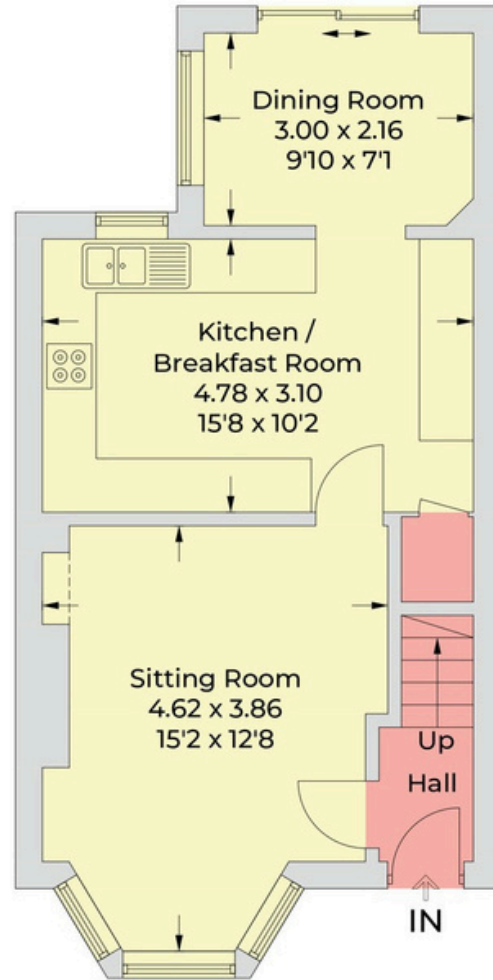 Dining Room
3.00 x 2.16
9'10 x 7'1
Kitchen /
Breakfast Room
4.78 x 3.10
15'8 x 10'2
Sitting Room
4.62 x 3.86
15'2 x 12'8
Up
Hall
IN